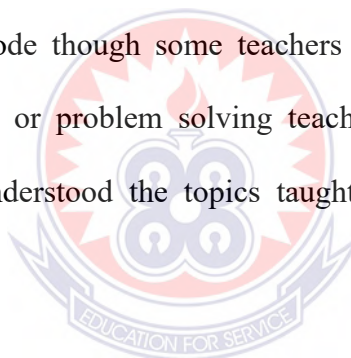 ode though some teachers
or problem solving teach
nderstood the topics taught
EDUCATION FOR SERVICE